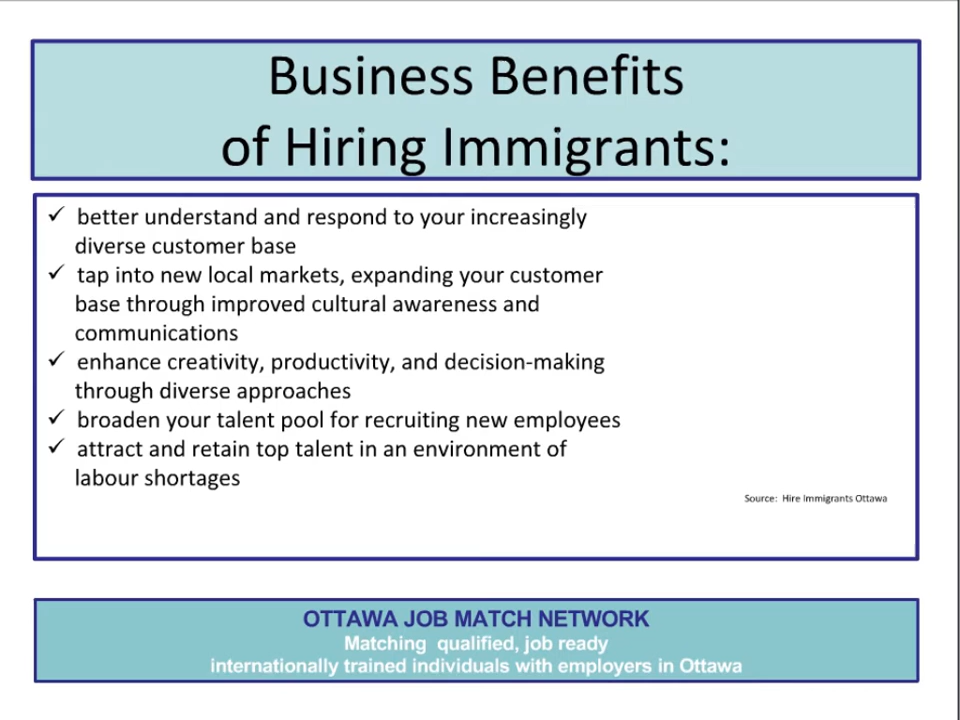 Business Benefits
of Hiring Immigrants:
✓ better understand and respond to your increasingly
diverse customer base
✓ tap into new local markets, expanding your customer
base through improved cultural awareness and
communications
✓ enhance creativity, productivity, and decision-making
through diverse approaches
✓ broaden your talent pool for recruiting new employees
✓ attract and retain top talent in an environment of
labour shortages
Source: Hire Immigrants Ottawa
OTTAWA JOB MATCH NETWORK
Matching qualified, job ready
internationally trained individuals with employers in Ottawa